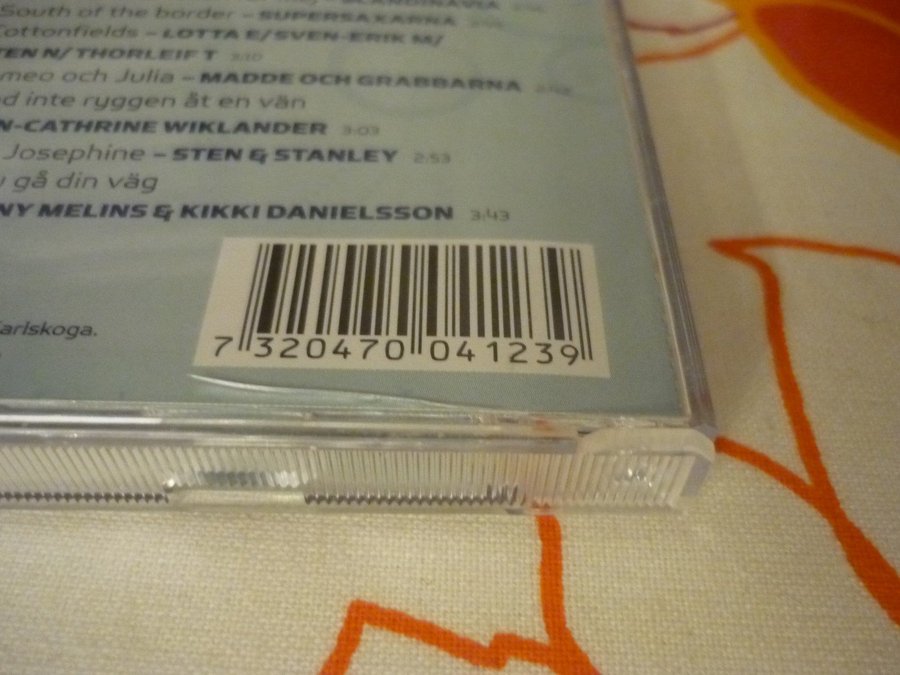 SCANDINAVIA
South of the border – SUPERSAXARNA
Cottonfields – LOTTA E/SVEN-ERIK M/
TEN N/ THORLEIF T 3:10
meo och Julia – MADDE OCH GRABBARNA
d inte ryggen åt en vän
N-CATHRINE WIKLANDER 3:03
Josephine – STEN & STANLEY 2:53
gå din väg
NY MELINS & KIKKI DANIELSSON 3:43
arlskoga.
7 320470 041239